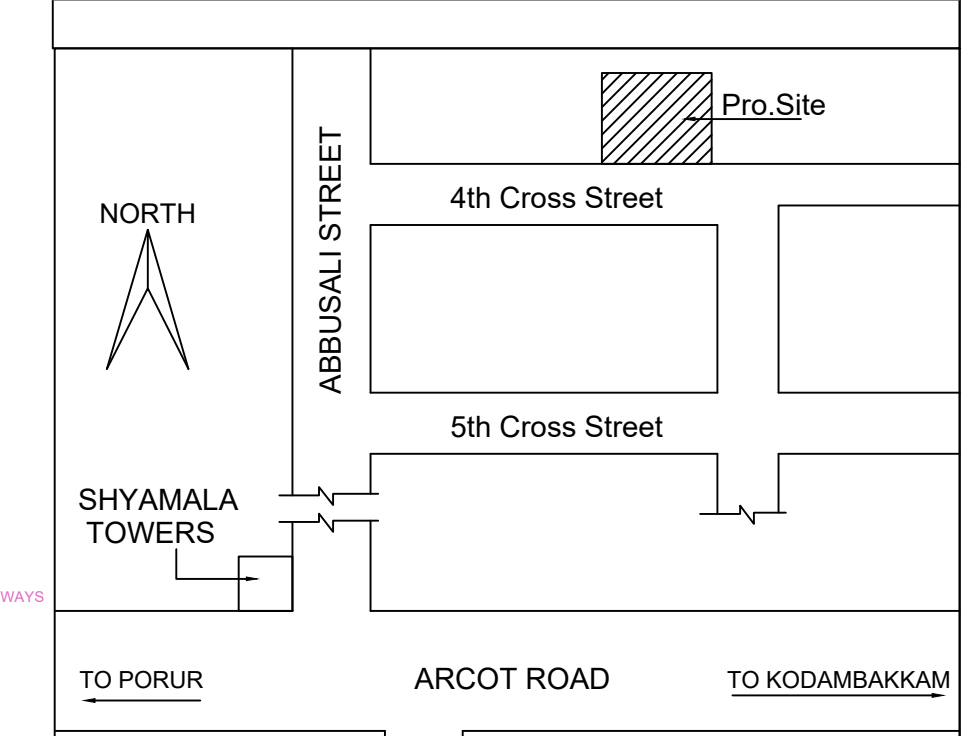 Pro.Site
4th Cross Street
NORTH
ABBUSALI STREET
5th Cross Street
SHYAMALA
TOWERS
WAYS
TO PORUR
ARCOT ROAD
TO KODAMBAKKAM